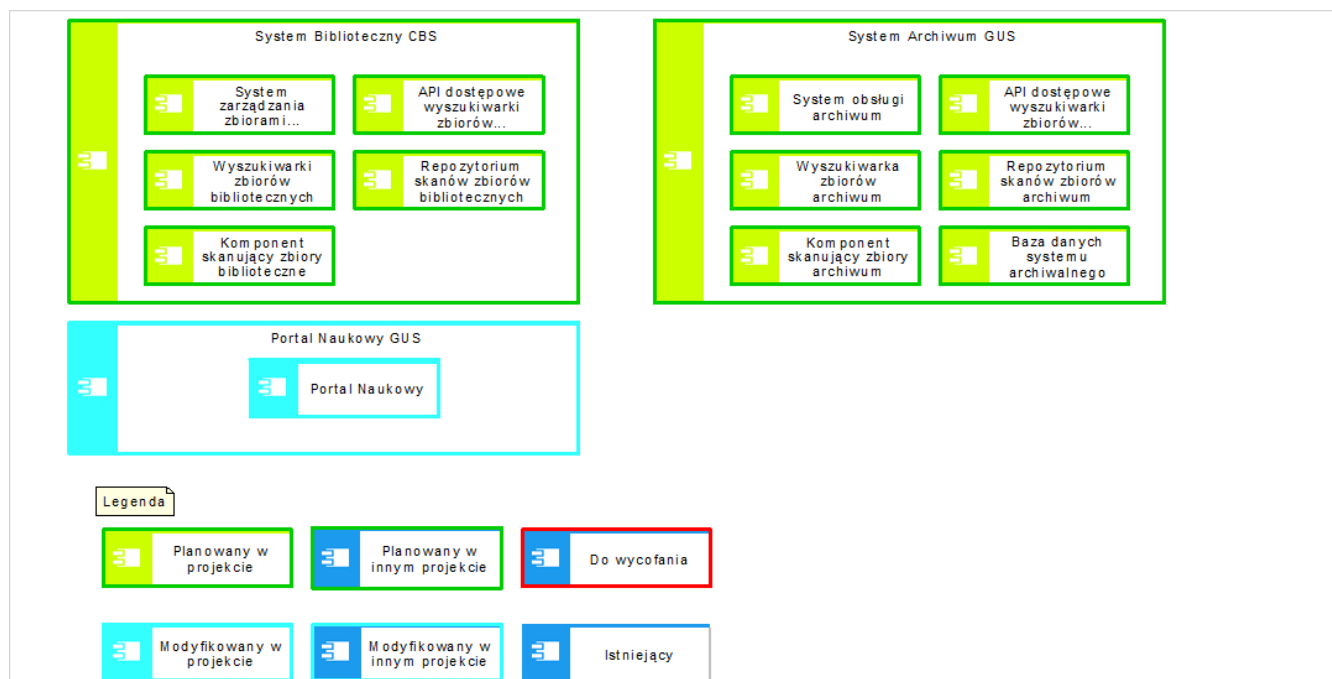 System Biblioteczny CBS
System
zarządzania
zbiorami...
API dostępowe
wyszukiwarki
zbiorów...
Wyszukiwarki
zbiorów
bibliotecznych
Repozytorium
skanów zbiorów
bibliotecznych
Komponent
skanujący zbiory
biblioteczne
System Archiwum GUS
System obsługi
archiwum
API dostępowe
wyszukiwarki
zbiorów...
Wyszukiwarka
zbiorów
archiwum
Repozytorium
skanów zbiorów
archiwum
Komponent
skanujący zbiory
archiwum
Baza danych
systemu
archiwalnego
Portal Naukowy GUS
Portal Naukowy
Legenda
Planowany w
projekcie
Planowany w
innym projekcie
Do wycofania
Modyfikowany w
projekcie
Modyfikowany w
innym projekcie
Istniejący